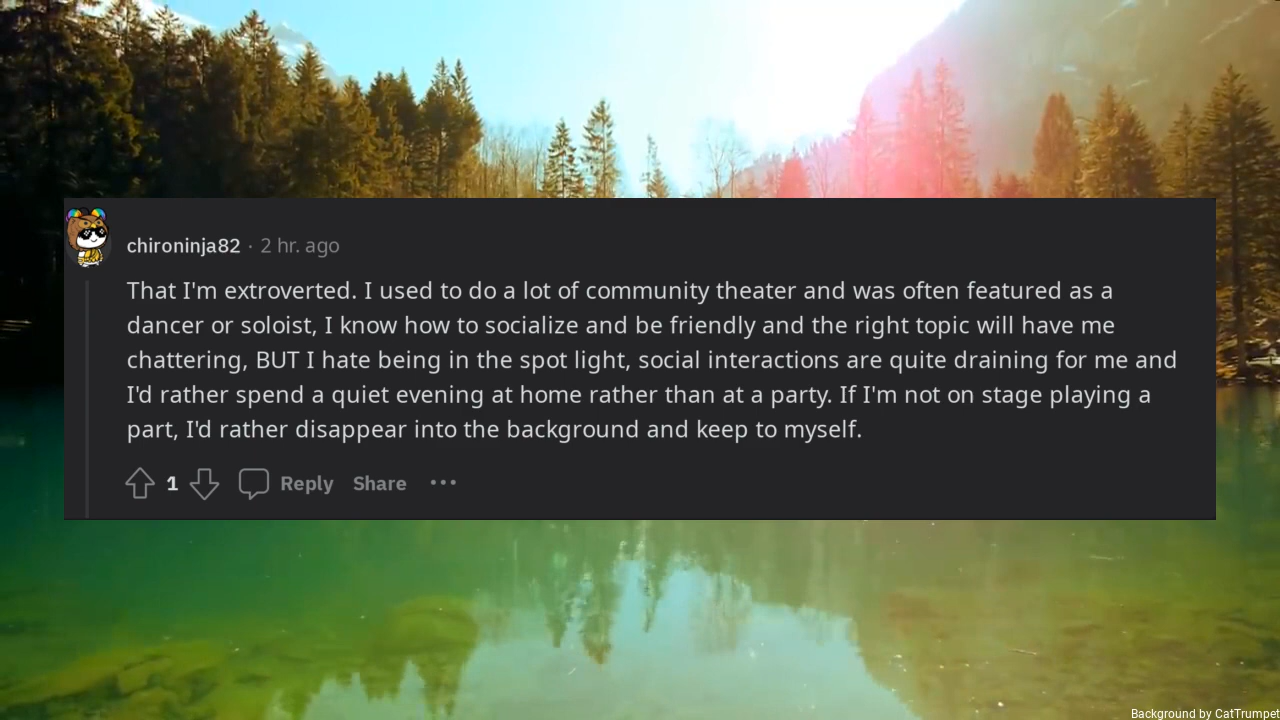 chironinja82 · 2 hr. ago
That I'm extroverted. I used to do a lot of community theater and was often featured as a
dancer or soloist, I know how to socialize and be friendly and the right topic will have me
chattering, BUT I hate being in the spot light, social interactions are quite draining for me and
I'd rather spend a quiet evening at home rather than at a party. If I'm not on stage playing a
part, I'd rather disappear into the background and keep to myself.
1 Reply Share ···
Background by CatTrumpet